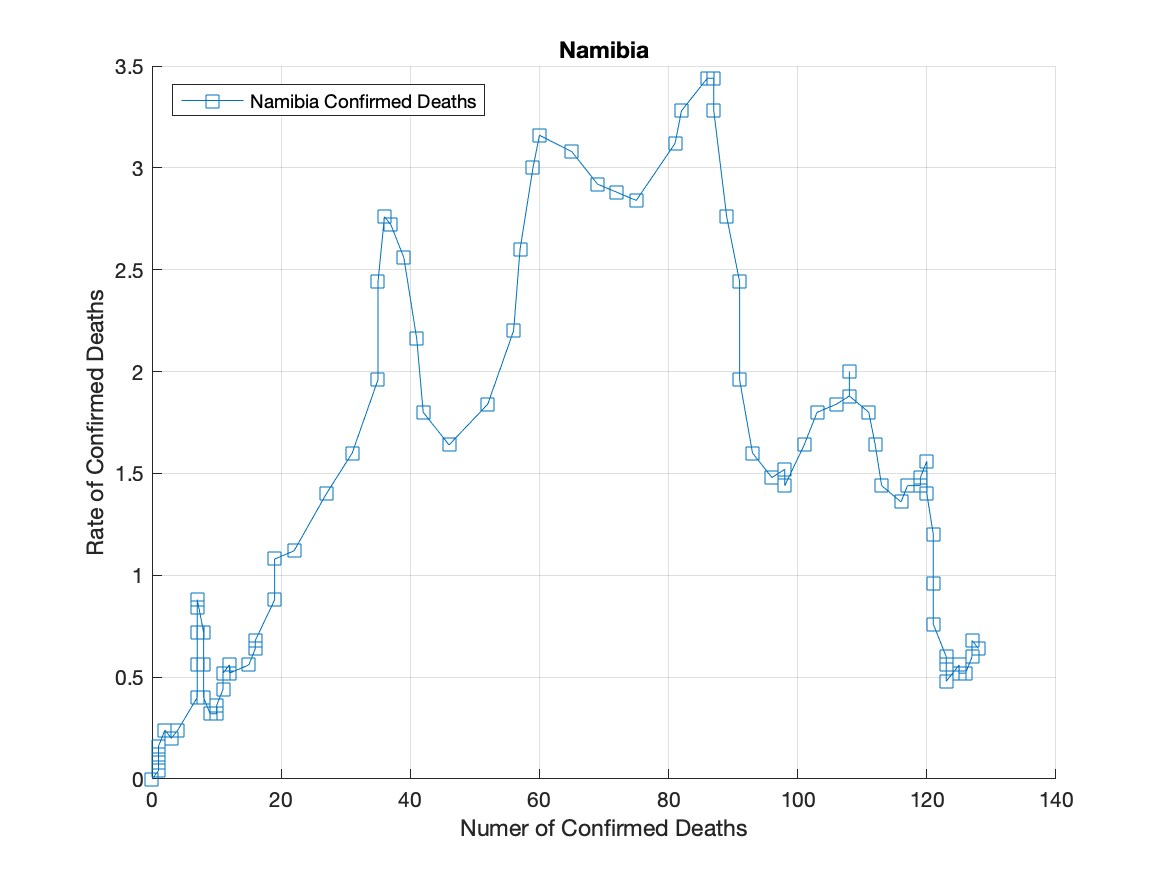 Namibia
Namibia Confirmed Deaths
3.5
3
2.5
2
1.5
1
0.5
0
Rate of Confirmed Deaths
0 20 40 60 80 100 120 140
Numer of Confirmed Deaths